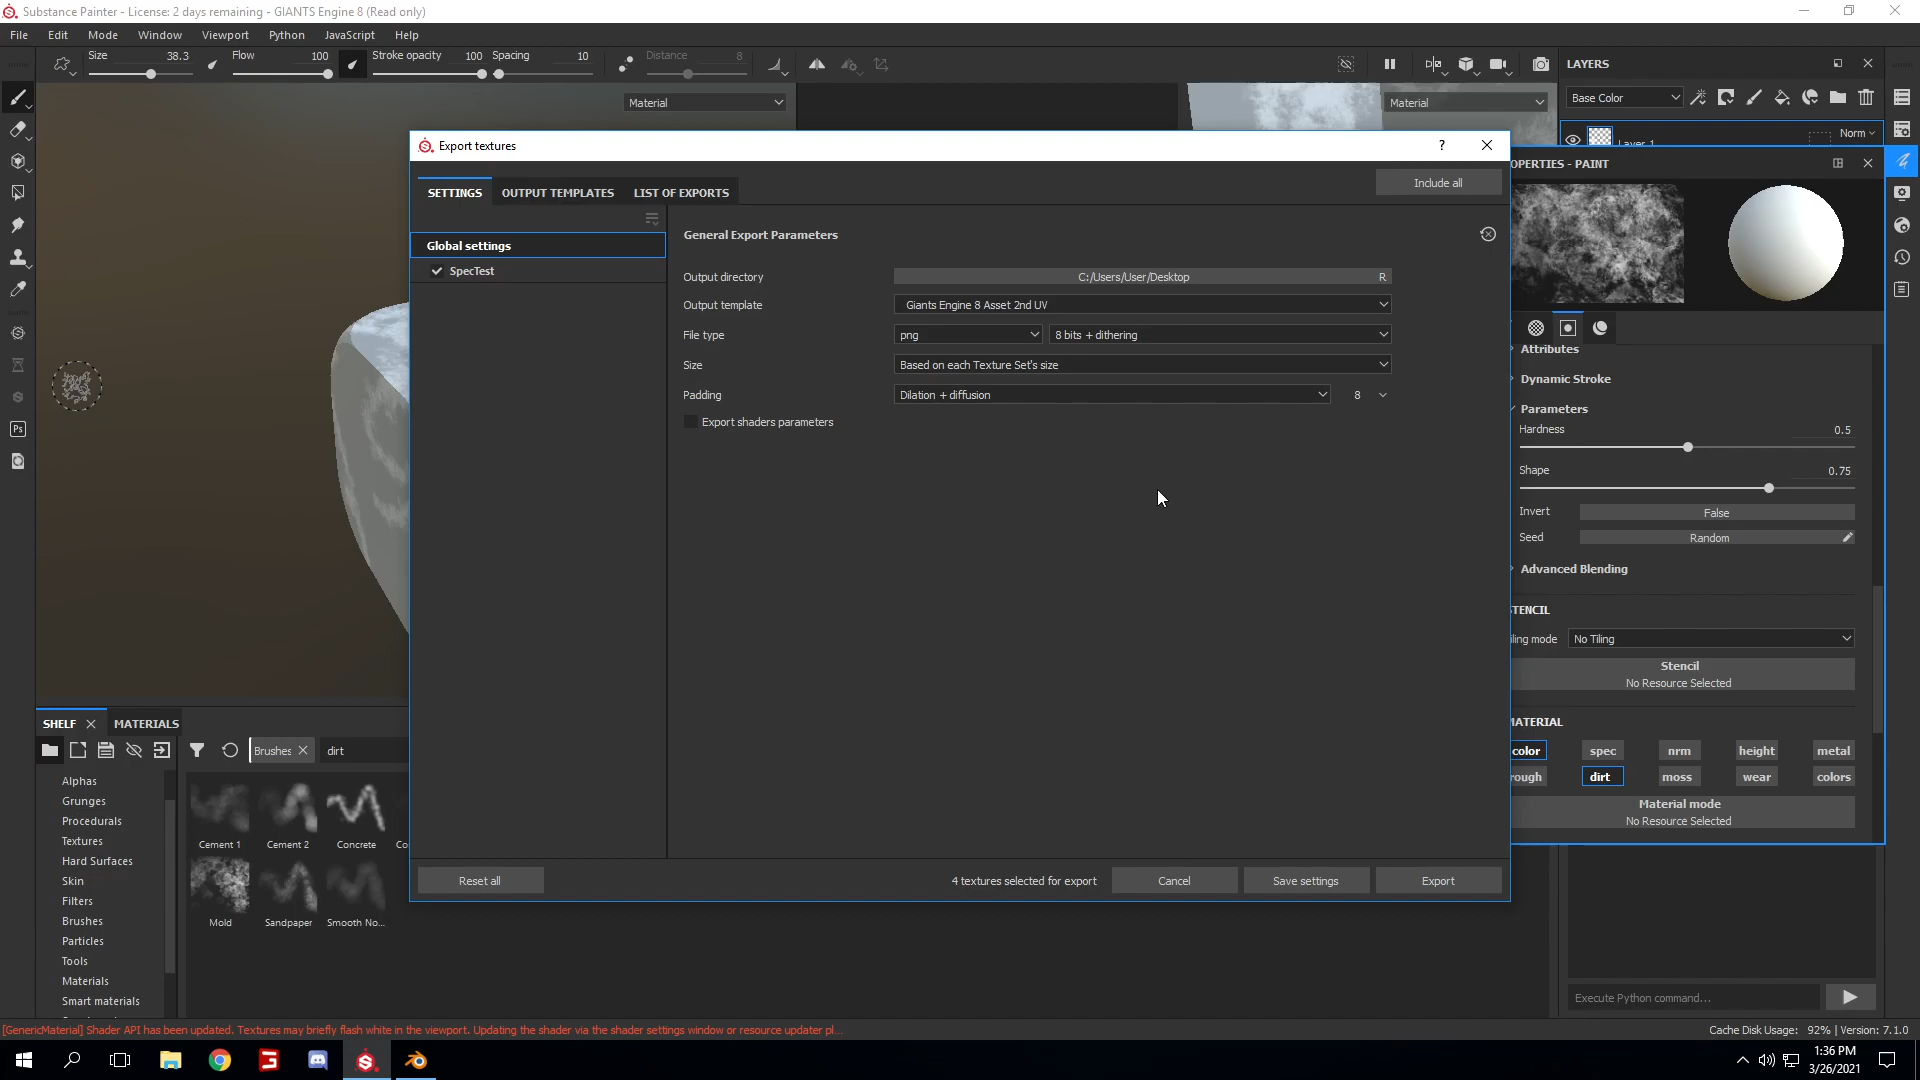 Substance Painter - License: 2 days remaining - GIANTS Engine 8 (Read only)
File Edit Mode Window Viewport Python JavaScript Help
Size 38.3 Flow 100 Stroke opacity 100 Spacing 10 Distance 8
LAYERS
Material
Material
Base Color
Norm
Layer 1
Export textures
?
SETTINGS OUTPUT TEMPLATES LIST OF EXPORTS
Include all
Global settings
SpecTest
General Export Parameters
Output directory C:/Users/User/Desktop R
Output template Giants Engine 8 Asset 2nd UV
File type png 8 bits + dithering
Size Based on each Texture Set's size
Padding Dilation + diffusion 8
Export shaders parameters
Reset all
4 textures selected for export
Cancel
Save settings
Export
OPERTIES - PAINT
Attributes
Dynamic Stroke
Parameters
Hardness 0.5
Shape 0.75
Invert False
Seed Random
Advanced Blending
STENCIL
iling mode No Tiling
Stencil
No Resource Selected
MATERIAL
color spec nrm height metal
rough dirt moss wear colors
Material mode
No Resource Selected
Ps
SHELF MATERIALS
Brushes dirt
Alphas
Grunges
Procedurals
Textures
Hard Surfaces
Skin
Filters
Brushes
Particles
Tools
Materials
Smart materials
Cement 1 Cement 2 Concrete Co
Mold Sandpaper Smooth No...
Execute Python command...
[GenericMaterial] Shader API has been updated. Textures may briefly flash white in the viewport. Updating the shader via the shader settings window or resource updater pl...
Cache Disk Usage: 92% | Version: 7.1.0
1:36 PM
3/26/2021